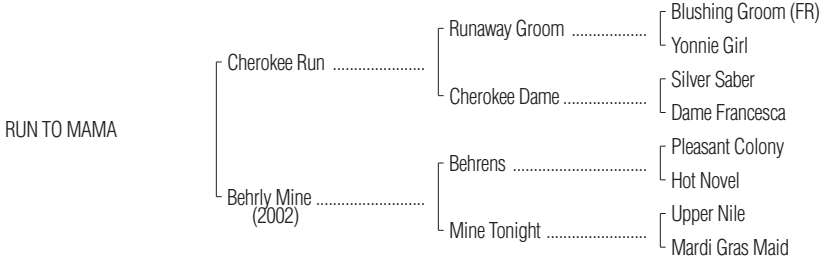 Blushing Groom (FR)
Runaway Groom ..................
Yonnie Girl
Cherokee Run ......................
Silver Saber
Cherokee Dame ....................
Dame Francesca
RUN TO MAMA
Pleasant Colony
Behrens ................................
Hot Novel
Behrly Mine ..........................
(2002)
Upper Nile
Mine Tonight ........................
Mardi Gras Maid